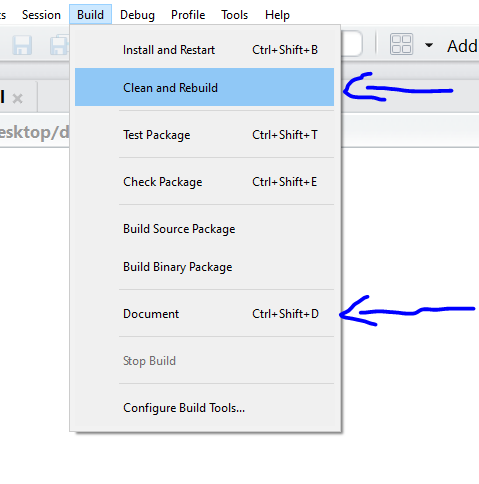 s Session Build Debug Profile Tools Help
Install and Restart Ctrl+Shift+B
Add
Clean and Rebuild
l ×
esktop/d
Test Package Ctrl+Shift+T
Check Package Ctrl+Shift+E
Build Source Package
Build Binary Package
Document Ctrl+Shift+D
Stop Build
Configure Build Tools...